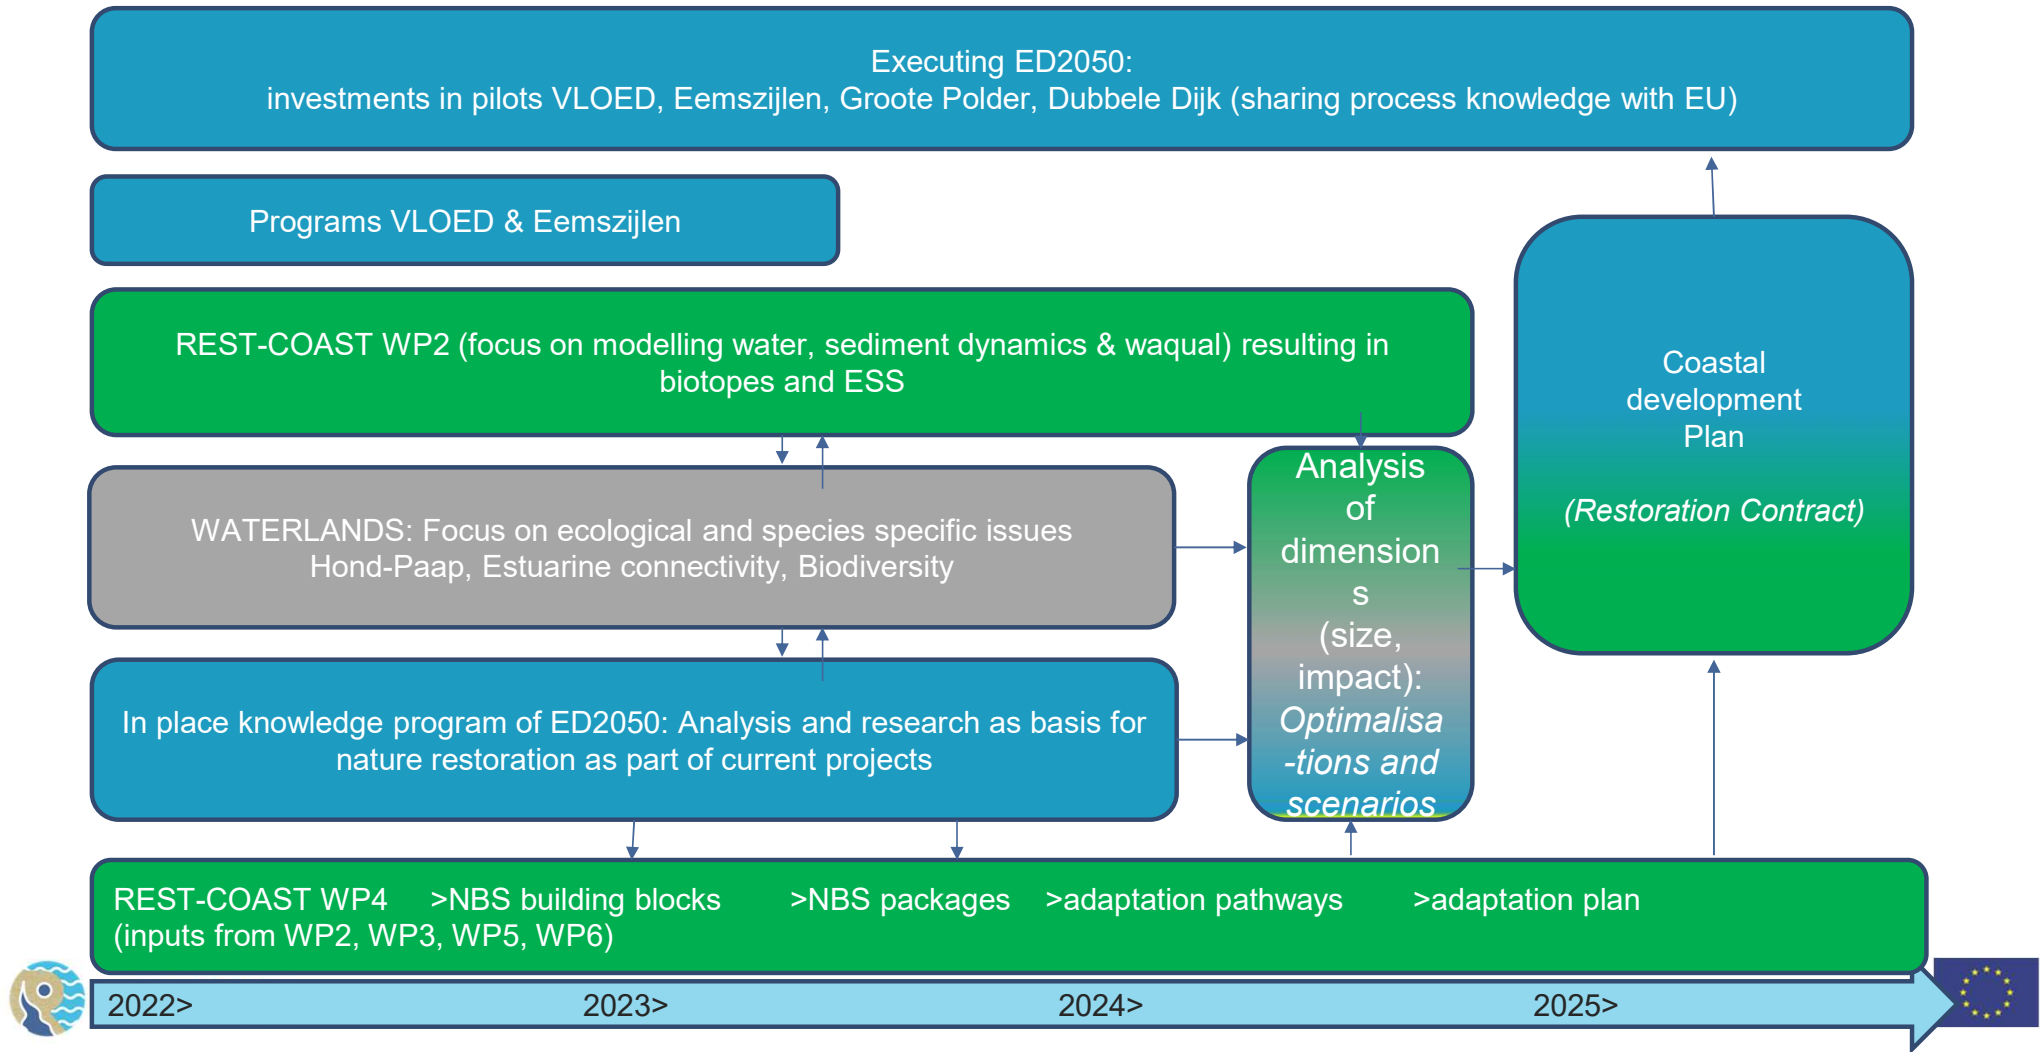 Executing ED2050:
investments in pilots VLOED, Eemszijlen, Groote Polder, Dubbele Dijk (sharing process knowledge with EU)
Programs VLOED & Eemszijlen
REST-COAST WP2 (focus on modelling water, sediment dynamics & waqual) resulting in
biotopes and ESS
Coastal
development
Plan
(Restoration Contract)
WATERLANDS: Focus on ecological and species specific issues
Hond-Paap, Estuarine connectivity, Biodiversity
Analysis
of
dimension
s
(size,
impact):
Optimalisa
-tions and
scenarios
In place knowledge program of ED2050: Analysis and research as basis for
nature restoration as part of current projects
REST-COAST WP4 >NBS building blocks >NBS packages >adaptation pathways >adaptation plan
(inputs from WP2, WP3, WP5, WP6)
2022> 2023> 2024> 2025>